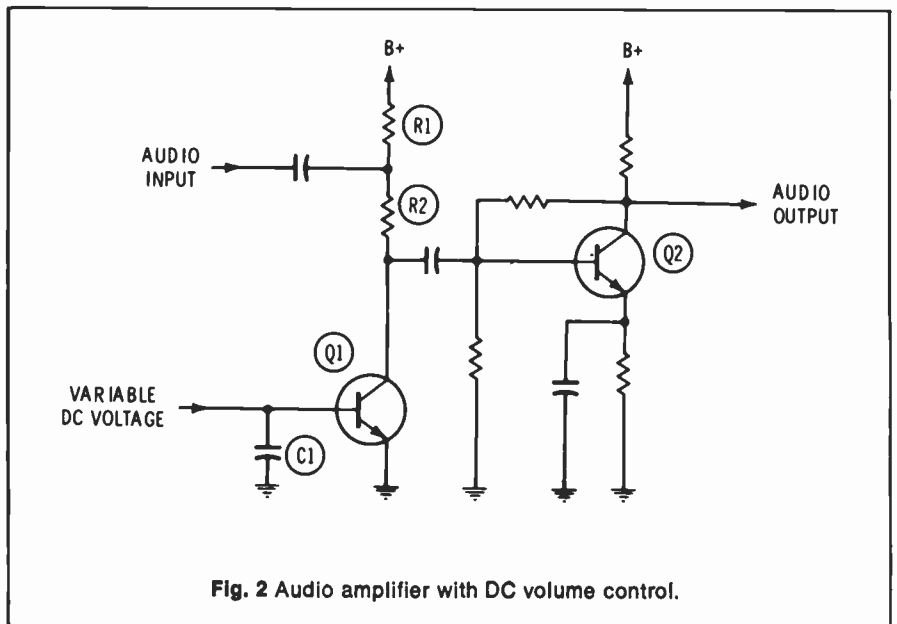 B+
B+
R1
AUDIO
INPUT
R2
AUDIO
OUTPUT
Q2
Q1
VARIABLE
DC VOLTAGE
C1
Fig. 2 Audio amplifier with DC volume control.